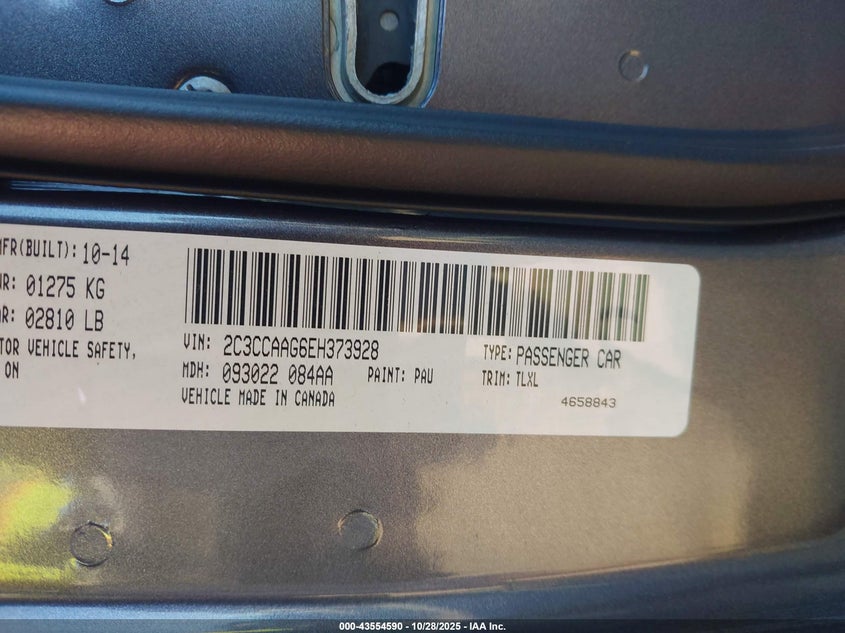 MFR(BUILT): 10-14
01275 KG
02810 LB
VEHICLE SAFETY,
ON
VIN: 2C3CCAAG6EH373928
TYPE: PASSENGER CAR
MDH: 093022 084AA PAINT: PAU
TRIM: TLXL
VEHICLE MADE IN CANADA
4658843
000-43554590 - 10/28/2025 - IAA Inc.